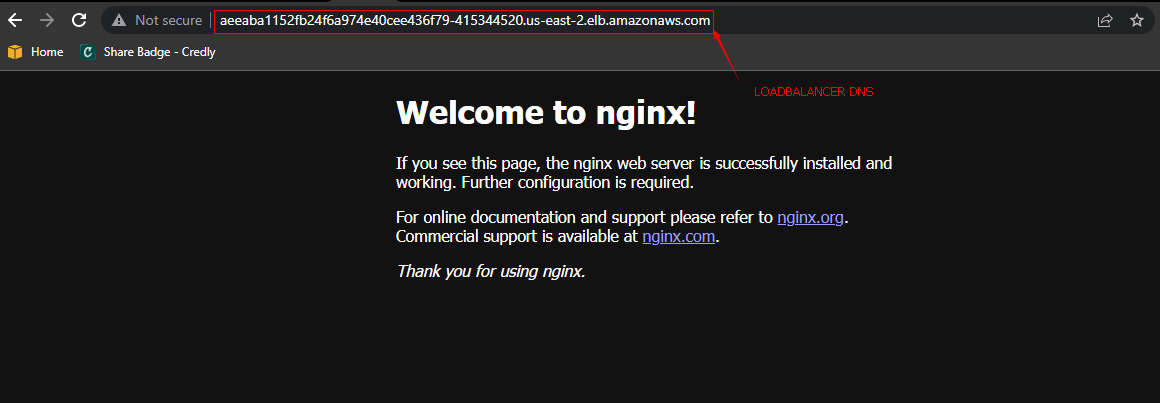 Not secure
aeeaba1152fb24f6a974e40cee436f79-415344520.us-east-2.elb.amazonaws.com
Home
Share Badge - Credly
LOADBALANCER DNS
Welcome to nginx!
If you see this page, the nginx web server is successfully installed and
working. Further configuration is required.
For online documentation and support please refer to nginx.org.
Commercial support is available at nginx.com.
Thank you for using nginx.